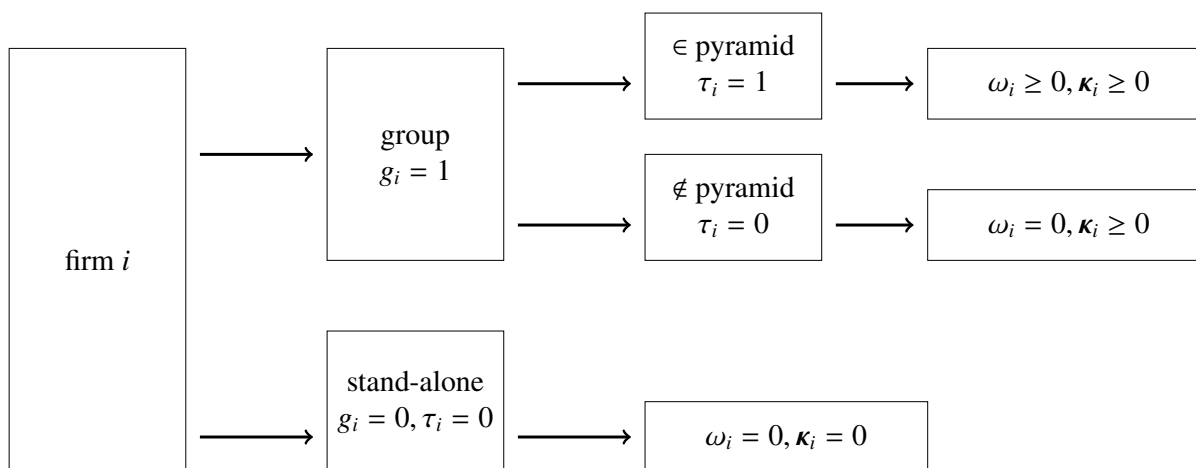 firm i
group
g_i = 1
∈ pyramid
τ_i = 1
ω_i ≥ 0, κ_i ≥ 0
∉ pyramid
τ_i = 0
ω_i = 0, κ_i ≥ 0
stand-alone
g_i = 0, τ_i = 0
ω_i = 0, κ_i = 0